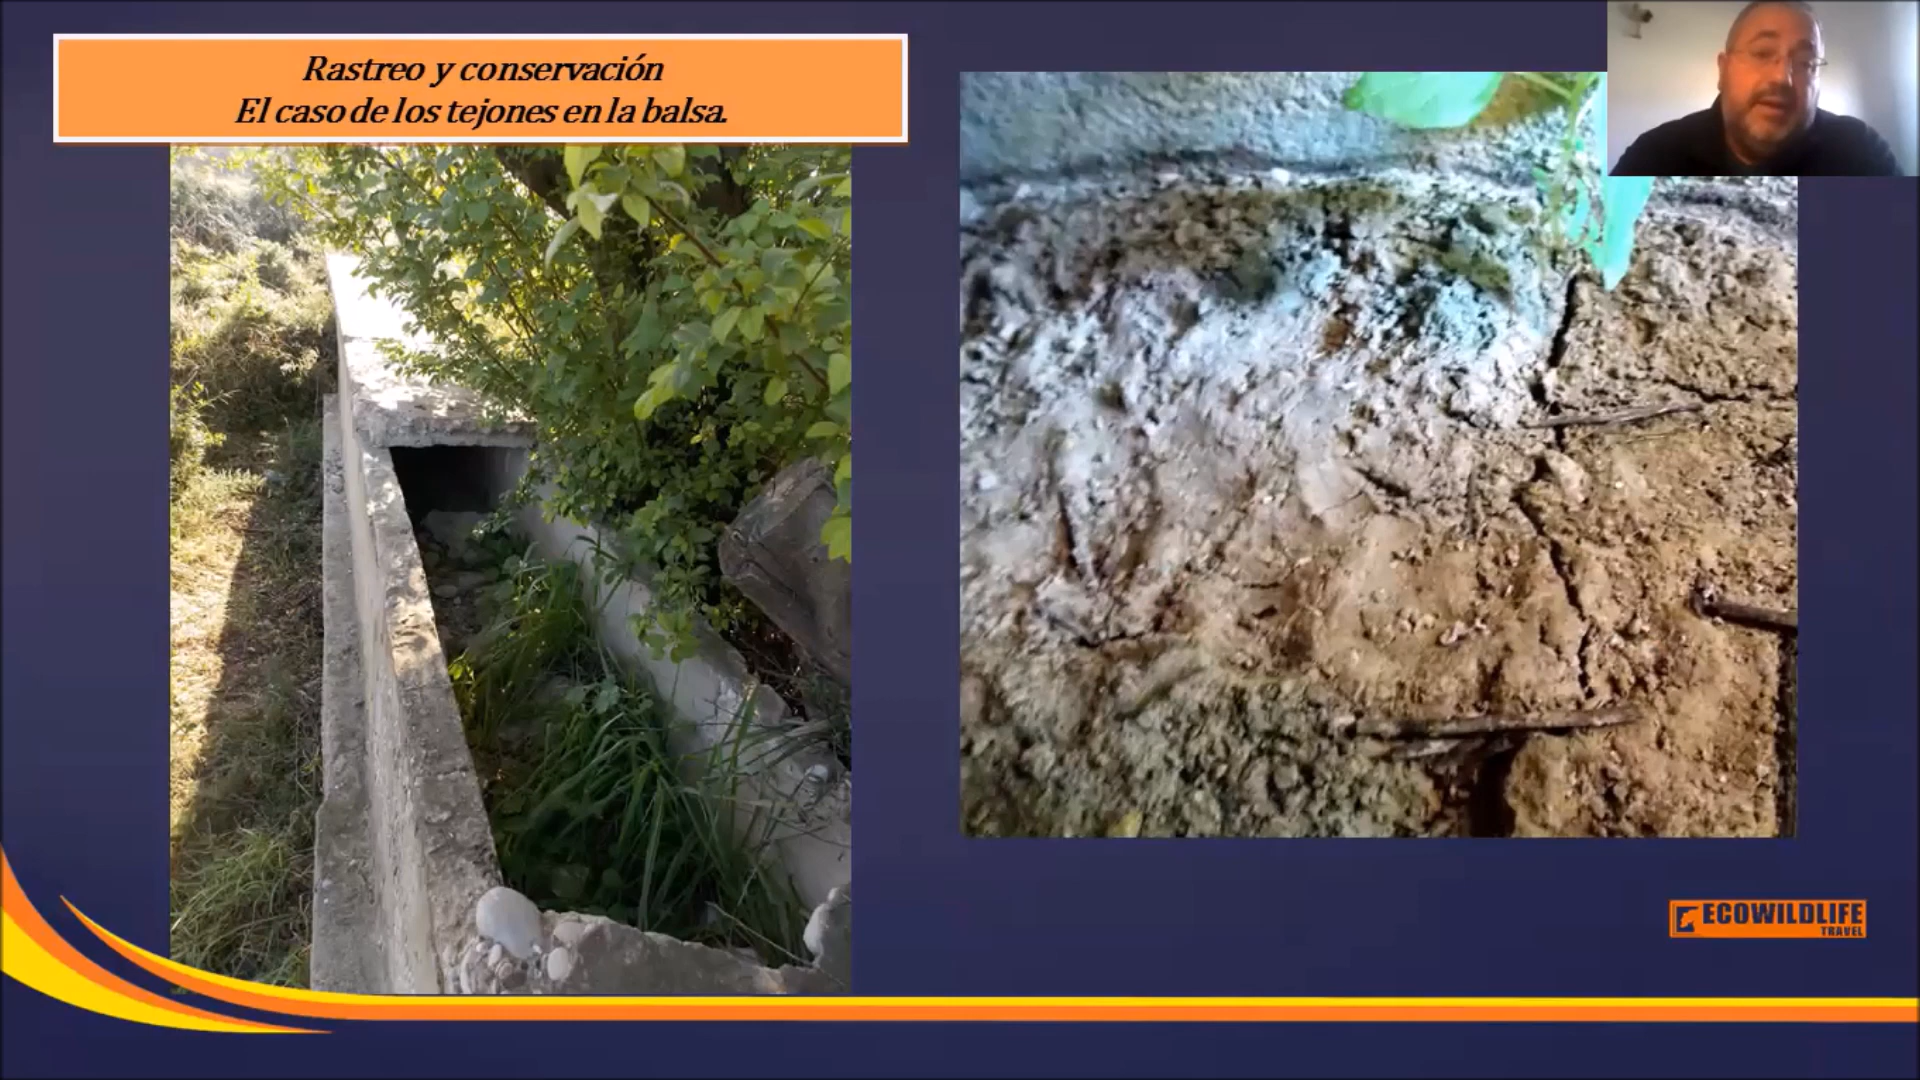 Rastreo y conservación
El caso de los tejones en la balsa.
ECOWILDLIFE
TRAVEL